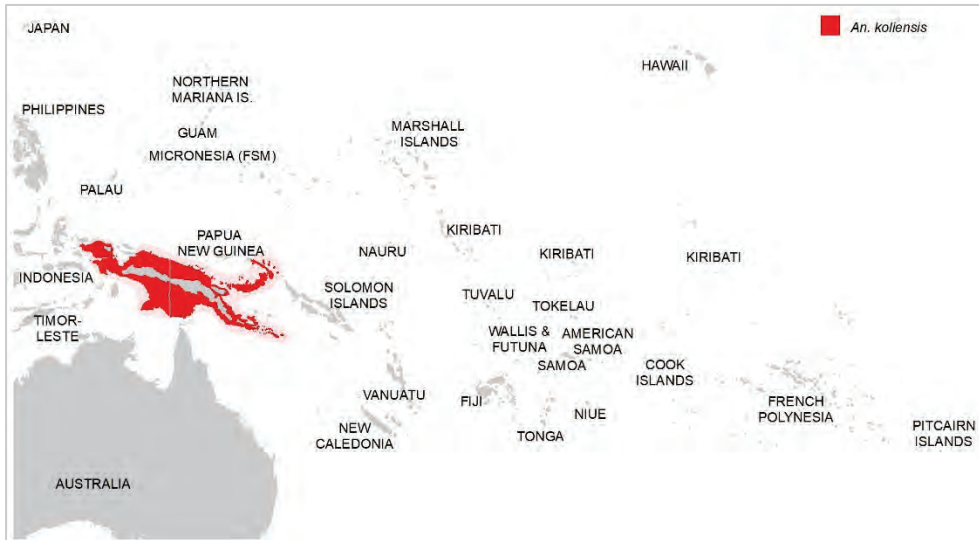 JAPAN
An. koliensis
HAWAII
NORTHERN
MARIANA IS.
PHILIPPINES
GUAM
MARSHALL
ISLANDS
MICRONESIA (FSM)
PALAU
KIRIBATI
PAPUA
NEW GUINEA
NAURU
KIRIBATI
KIRIBATI
INDONESIA
SOLOMON
ISLANDS
TUVALU
TOKELAU
TIMOR-
LESTE
WALLIS &
FUTUNA
AMERICAN
SAMOA
SAMOA
COOK
ISLANDS
VANUATU
FIJI
NIUE
FRENCH
POLYNESIA
NEW
CALEDONIA
TONGA
PITCAIRN
ISLANDS
AUSTRALIA